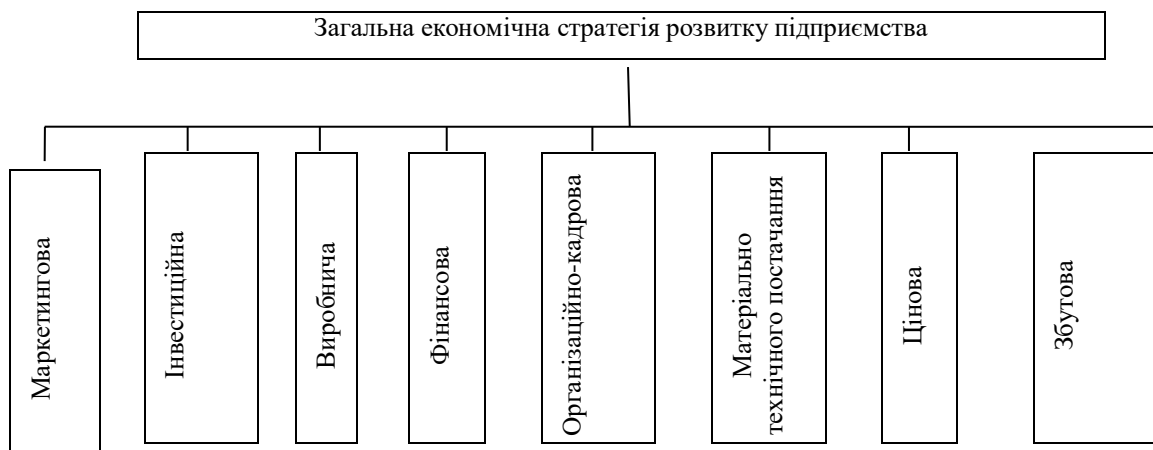 Загальна економічна стратегія розвитку підприємства
Маркетингова
Інвестиційна
Виробнича
Фінансова
Організаційно-кадрова
Матеріально
технічного постачання
Цінова
Збутова